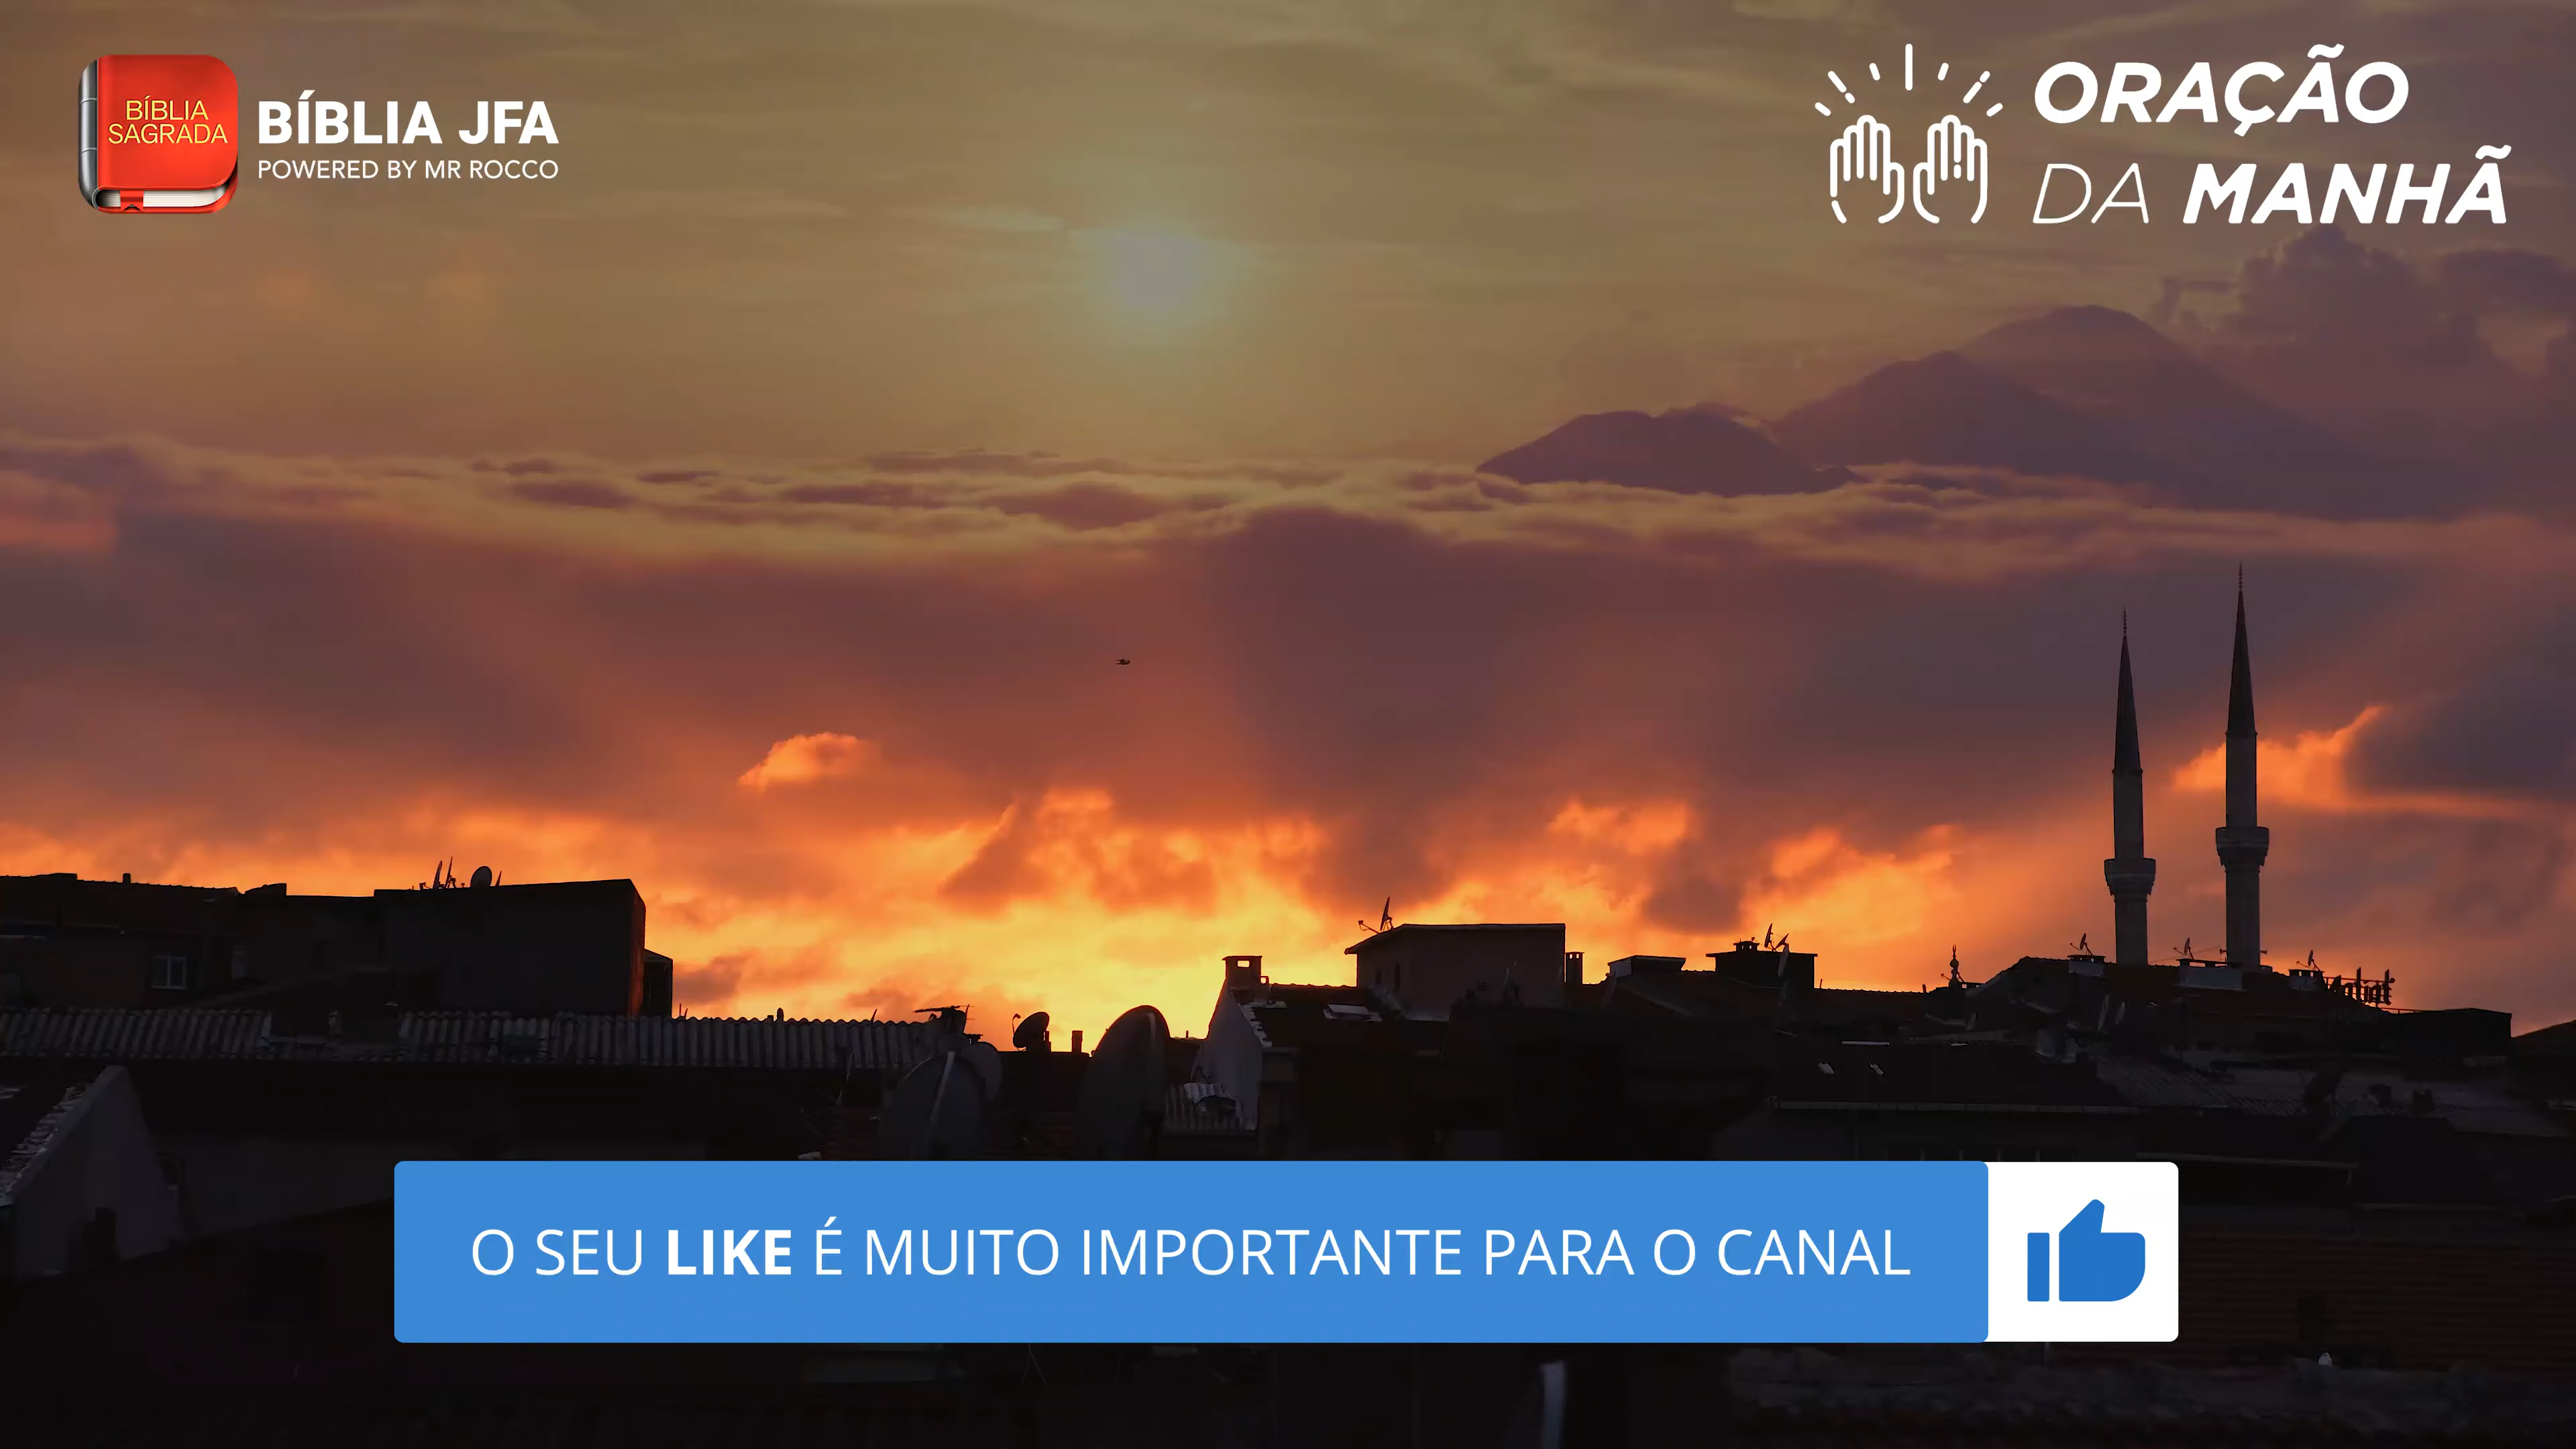 BÍBLIA
SAGRADA
BÍBLIA JFA
POWERED BY MR ROCCO
ORAÇÃO
DA MANHÃ
O SEU LIKE É MUITO IMPORTANTE PARA O CANAL